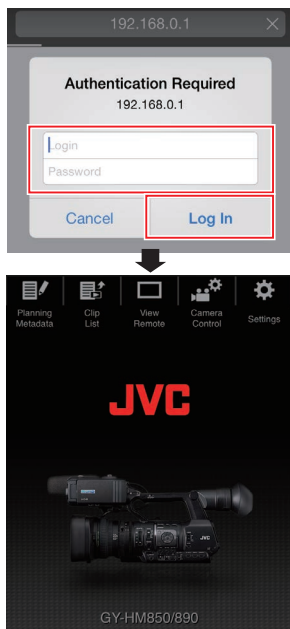 192.168.0.1
Authentication Required
192.168.0.1
Login
Password
Cancel
Log In
Planning
Metadata
Clip
List
View
Remote
Camera
Control
Settings
JVC
JVC
GY-HM850/890